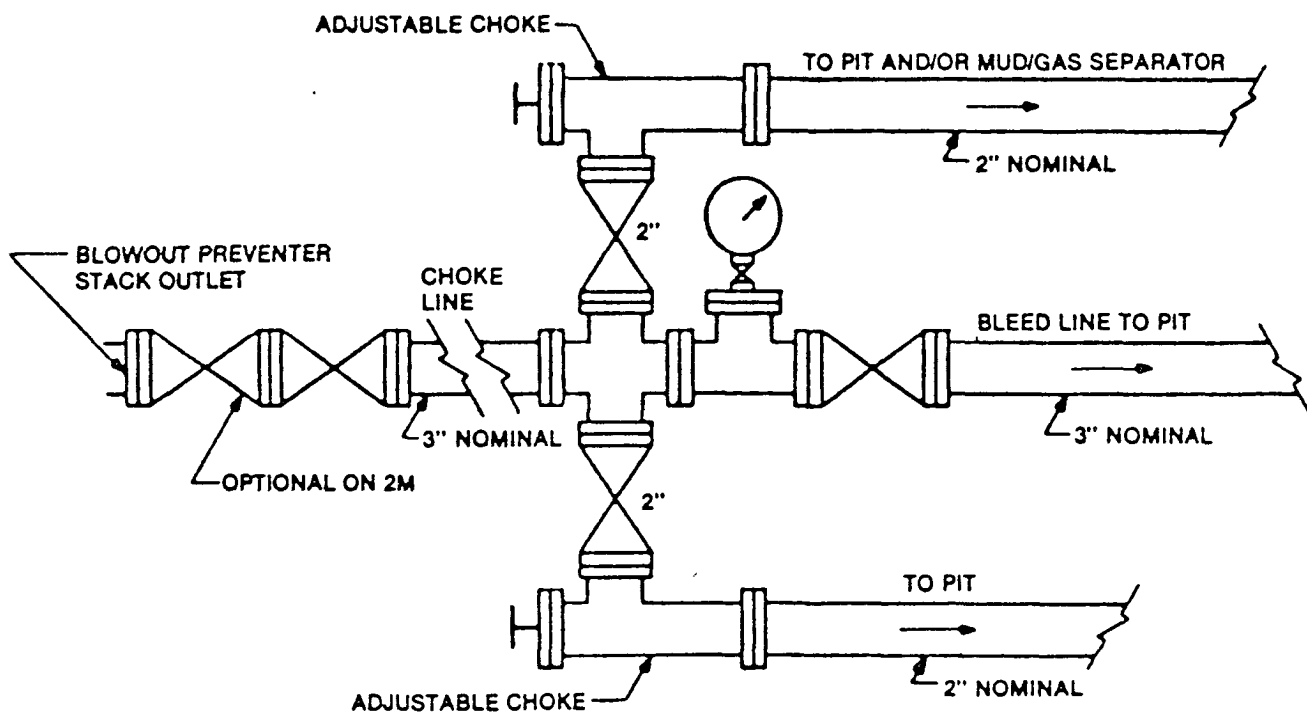 ADJUSTABLE CHOKE
TO PIT AND/OR MUD/GAS SEPARATOR
2" NOMINAL
2"
BLOWOUT PREVENTER
STACK OUTLET
CHOKE
LINE
BLEED LINE TO PIT
3" NOMINAL
3" NOMINAL
OPTIONAL ON 2M
2"
TO PIT
2" NOMINAL
ADJUSTABLE CHOKE